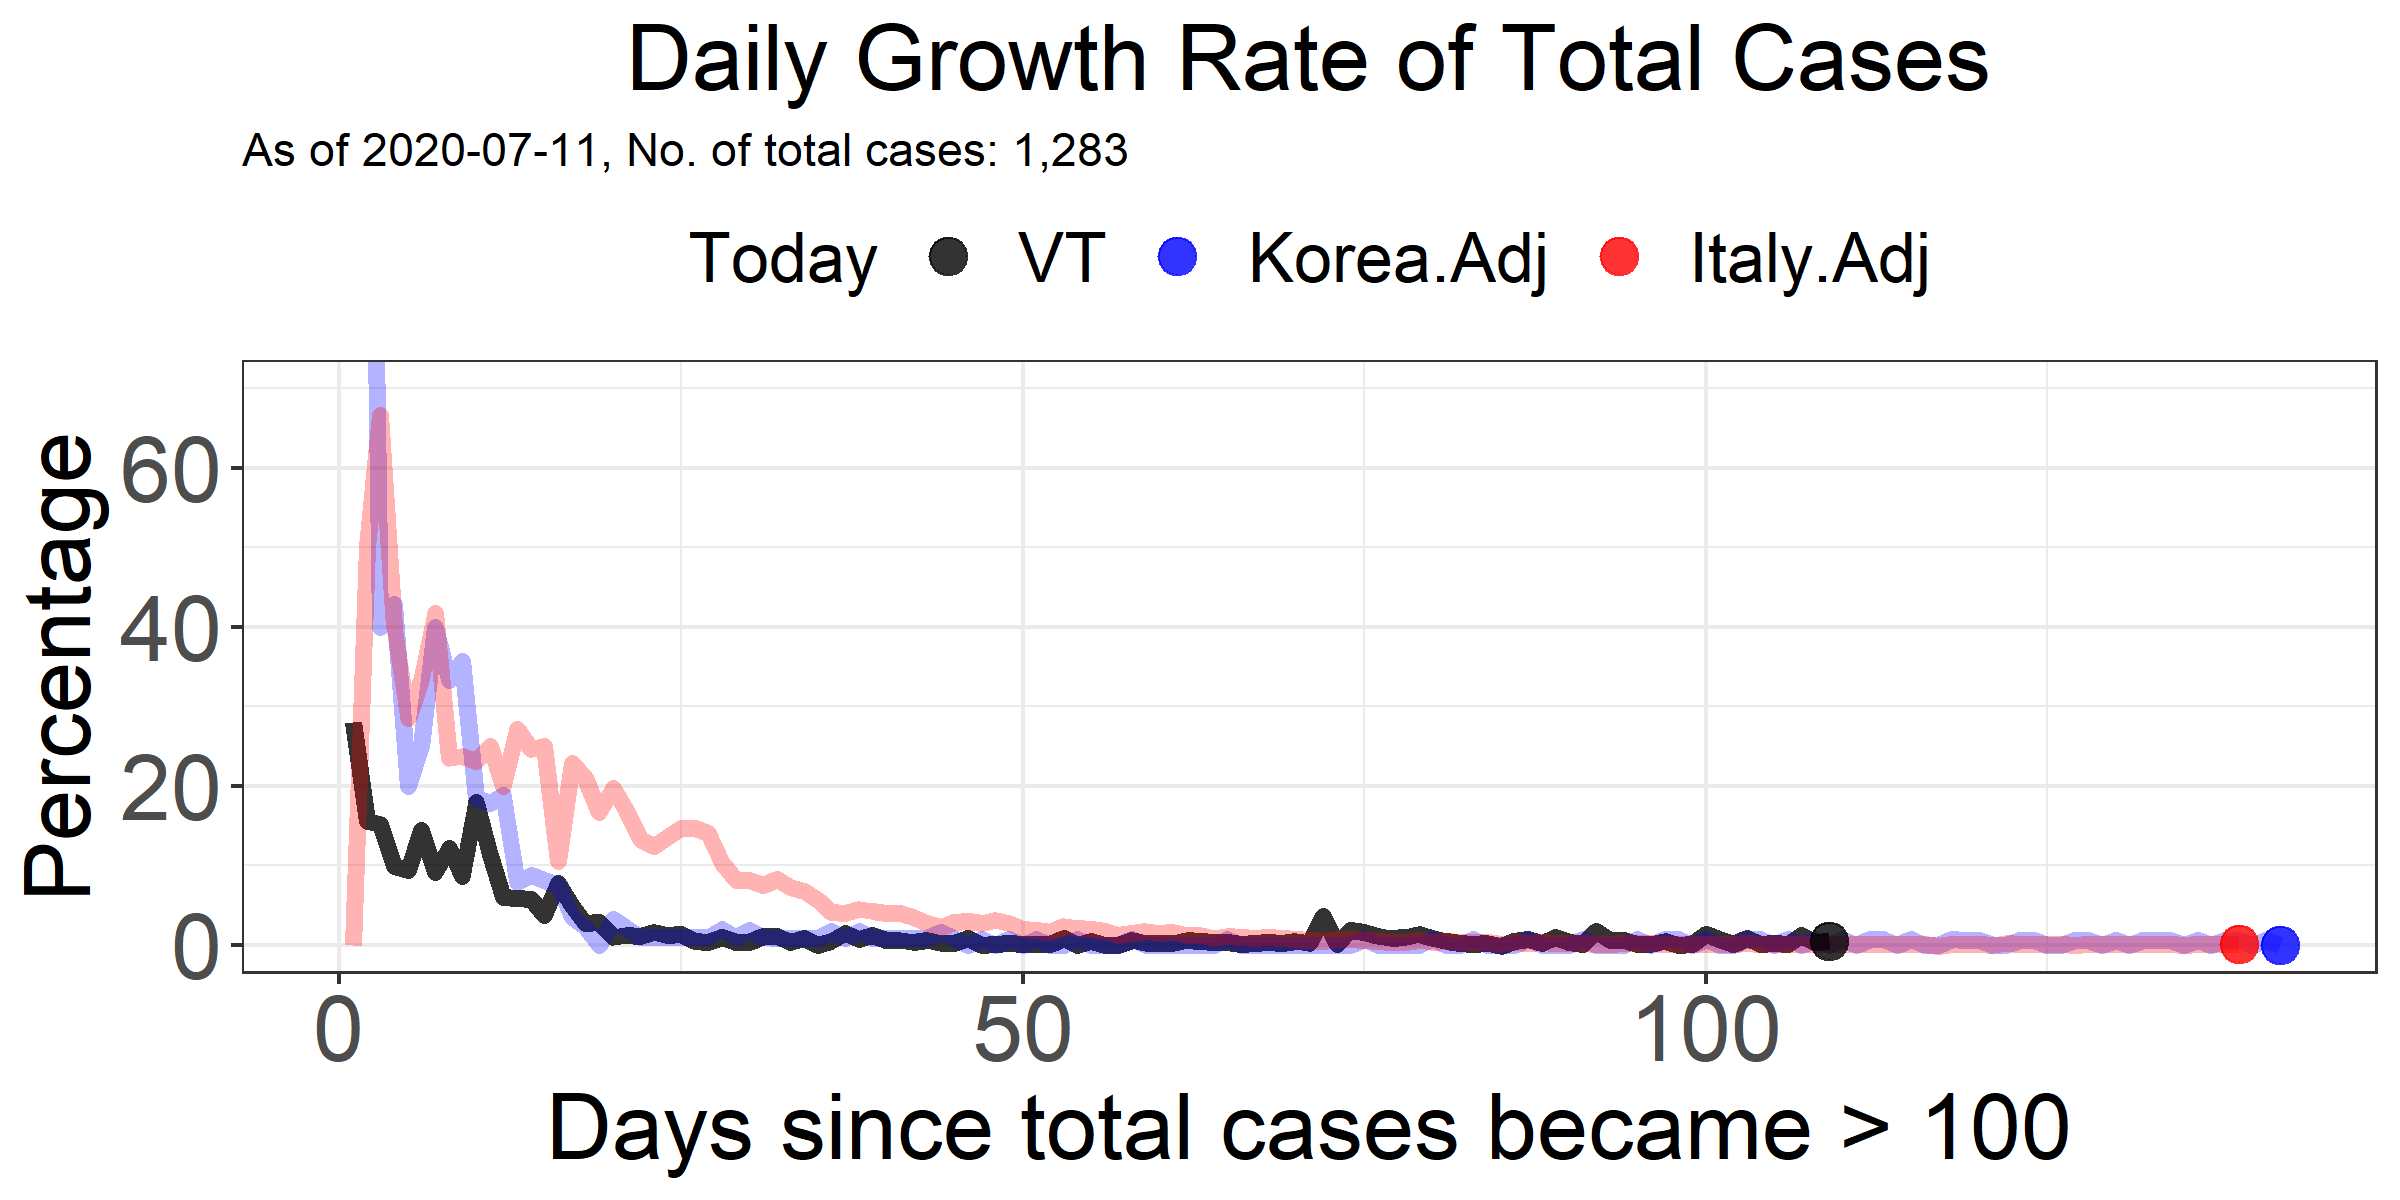 Daily Growth Rate of Total Cases
As of 2020-07-11, No. of total cases: 1,283
Today VT Korea.Adj Italy.Adj
Percentage
60
40
20
0
0 50 100
Days since total cases became > 100